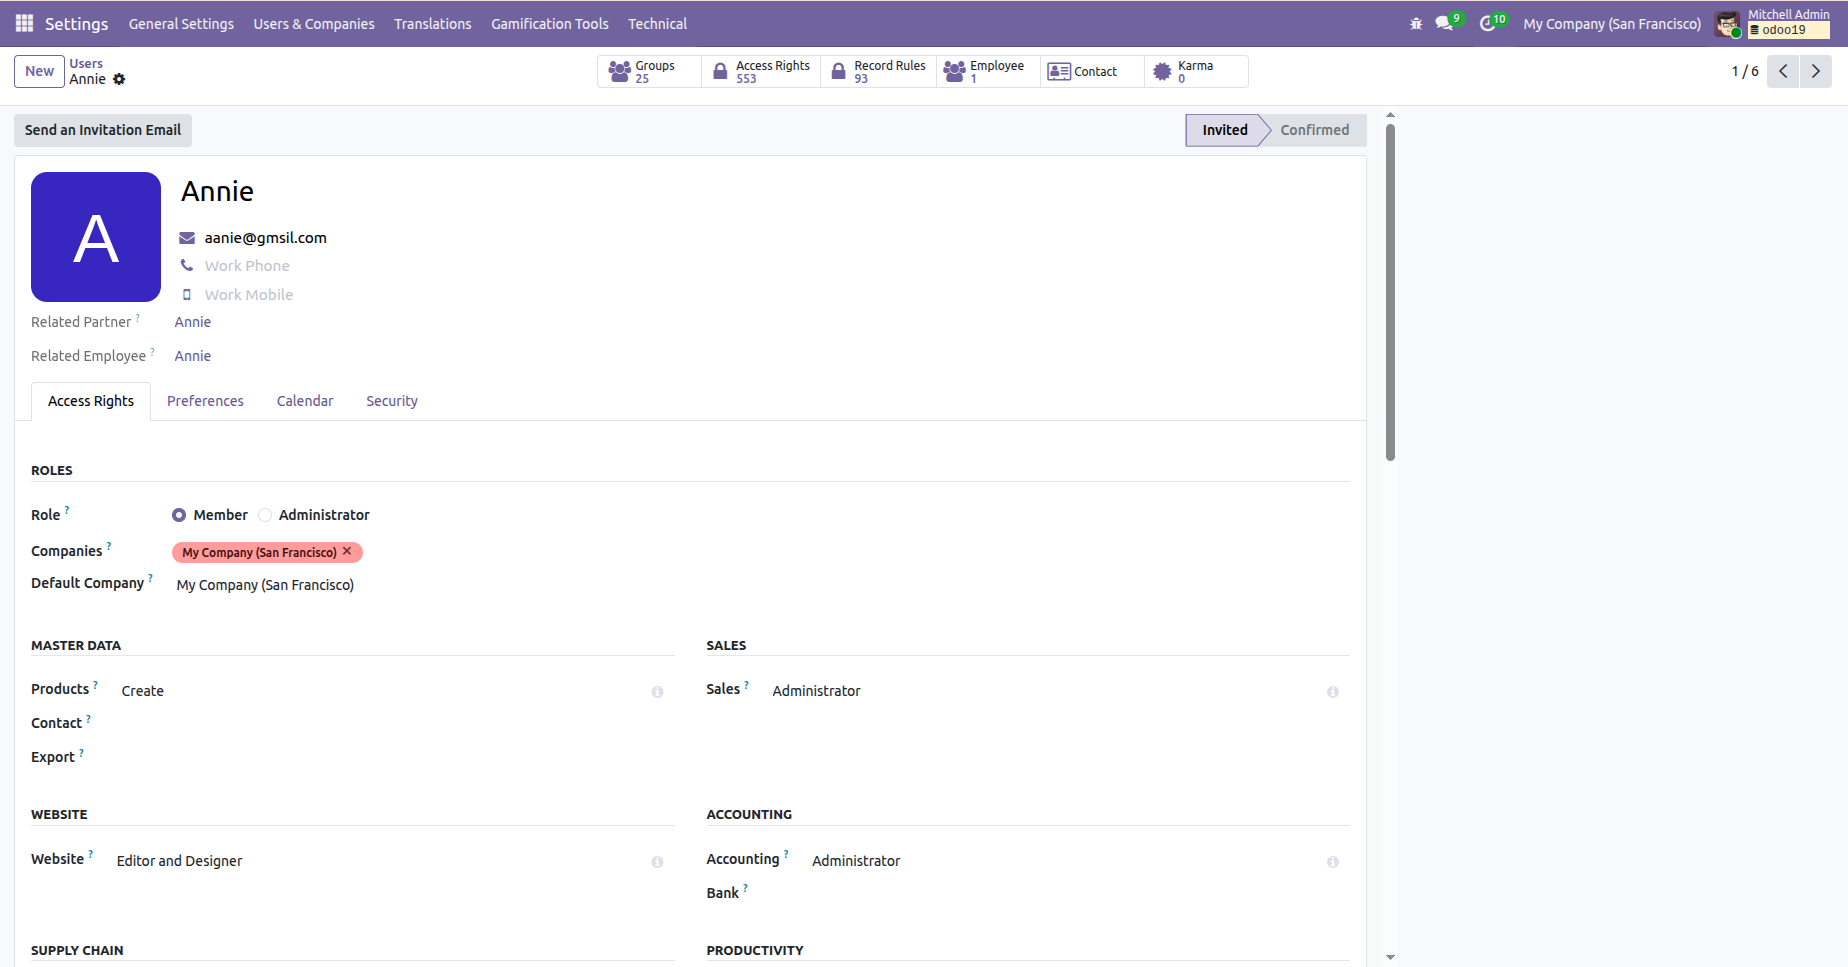 Settings General Settings Users & Companies Translations Gamification Tools Technical 9 10 My Company (San Francisco) Mitchell Admin
odoo19
New Users
Annie
Groups
25
Access Rights
553
Record Rules
93
Employee
1
Contact
Karma
0
1 / 6
Send an Invitation Email Invited Confirmed
A
Annie
aanie@gmsil.com
Work Phone
Work Mobile
Related Partner ? Annie
Related Employee ? Annie
Access Rights Preferences Calendar Security
ROLES
Role ? Member Administrator
Companies ? My Company (San Francisco) ×
Default Company ? My Company (San Francisco)
MASTER DATA
Products ? Create
Contact ?
Export ?
SALES
Sales ? Administrator
WEBSITE
Website ? Editor and Designer
ACCOUNTING
Accounting ? Administrator
Bank ?
SUPPLY CHAIN
PRODUCTIVITY